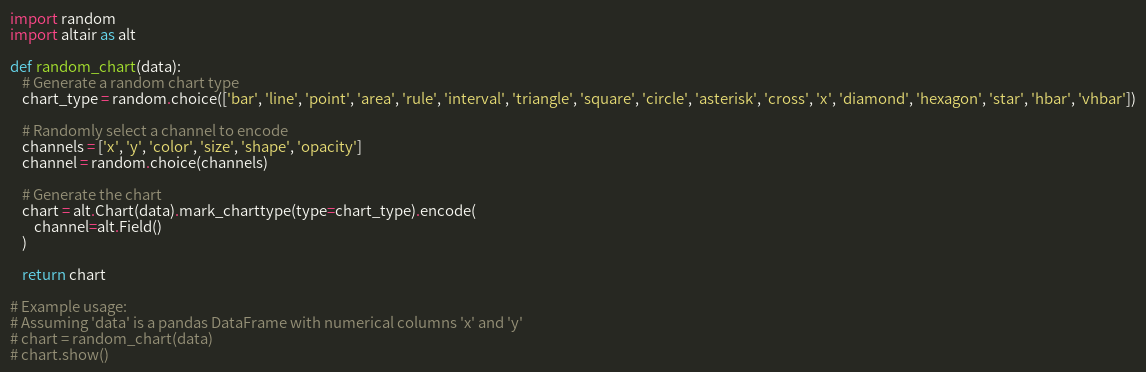 import random
import altair as alt

def random_chart(data):
    # Generate a random chart type
    chart_type = random.choice(['bar', 'line', 'point', 'area', 'rule', 'interval', 'triangle', 'square', 'circle', 'asterisk', 'cross', 'x', 'diamond', 'hexagon', 'star', 'hbar', 'vhbar'])

    # Randomly select a channel to encode
    channels = ['x', 'y', 'color', 'size', 'shape', 'opacity']
    channel = random.choice(channels)

    # Generate the chart
    chart = alt.Chart(data).mark_charttype(type=chart_type).encode(
        channel=alt.Field()
    )

    return chart

# Example usage:
# Assuming 'data' is a pandas DataFrame with numerical columns 'x' and 'y'
# chart = random_chart(data)
# chart.show()